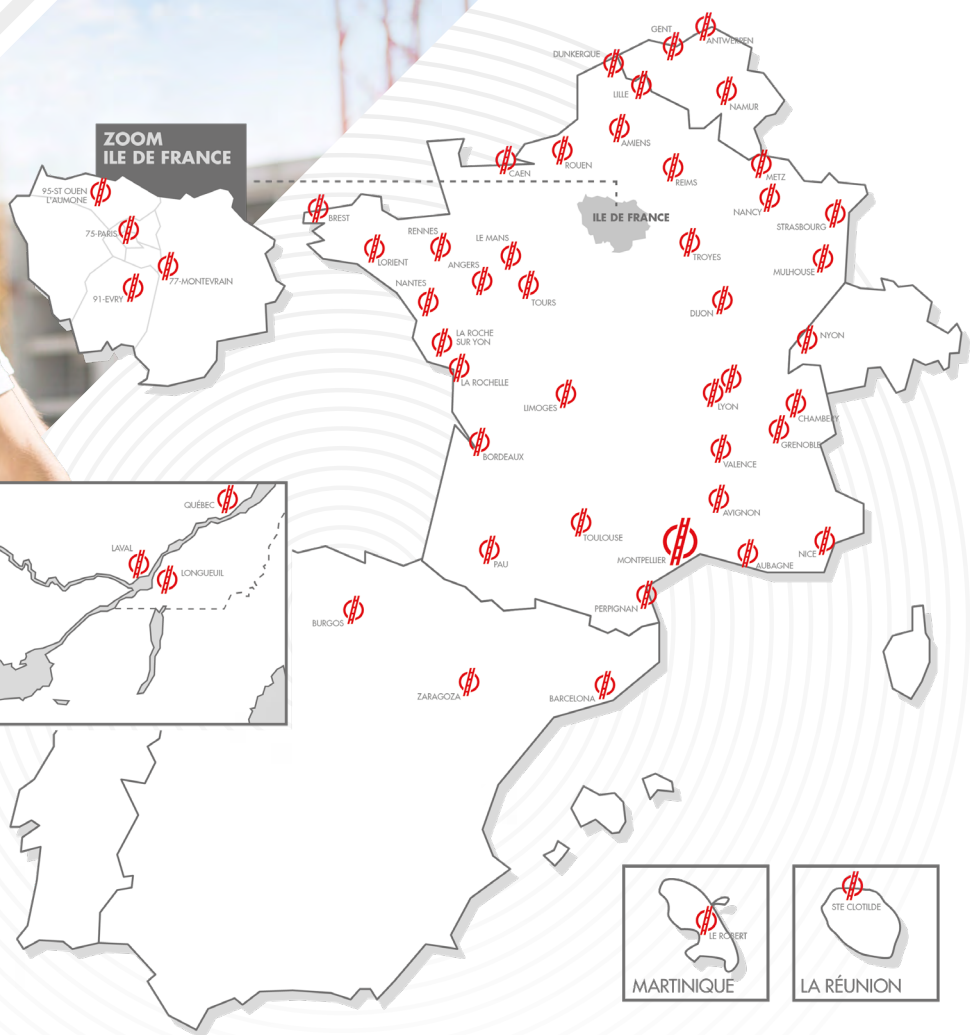 GENT
ANTWERPEN
DUNKERQUE
LILLE
NAMUR
ZOOM
ILE DE FRANCE
AMIENS
ROUEN
CAEN
REIMS
METZ
95-ST OUEN
L'AUMONE
NANCY
BREST
ILE DE FRANCE
STRASBOURG
75-PARIS
RENNES
LE MANS
LORIENT
ANGERS
TROYES
MULHOUSE
77-MONTEVRAIN
NANTES
91-EVRY
TOURS
DIJON
LA ROCHE
SUR YON
NYON
LA ROCHELLE
LIMOGES
LYON
CHAMBERY
GRENOBLE
BORDEAUX
VALENCE
QUÉBEC
AVIGNON
TOULOUSE
LAVAL
MONTPELLIER
NICE
PAU
AUBAGNE
LONGUEUIL
PERPIGNAN
BURGOS
ZARAGOZA
BARCELONA
LE ROBERT
STE CLOTILDE
MARTINIQUE
LA RÉUNION